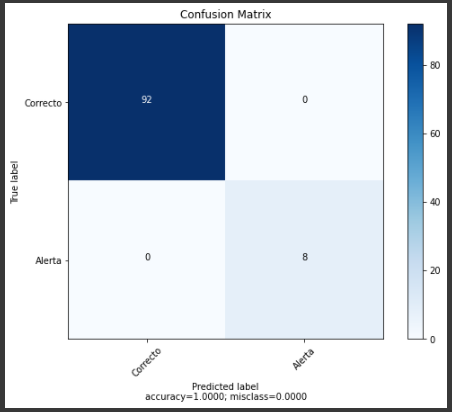 Confusion Matrix
Correcto
92
0
80
60
True label
40
Alerta
0
8
20
0
Correcto
Alerta
Predicted label
accuracy=1.0000; misclass=0.0000